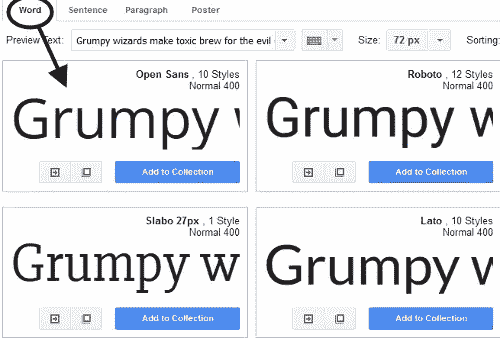 Word Sentence Paragraph Poster
Preview Text: Grumpy wizards make toxic brew for the evil Size: 72 px Sorting:
Open Sans , 10 Styles
Normal 400
Grumpy w
Add to Collection
Roboto , 12 Styles
Normal 400
Grumpy w
Add to Collection
Slabo 27px , 1 Style
Normal 400
Grumpy w
Add to Collection
Lato , 10 Styles
Normal 400
Grumpy w
Add to Collection